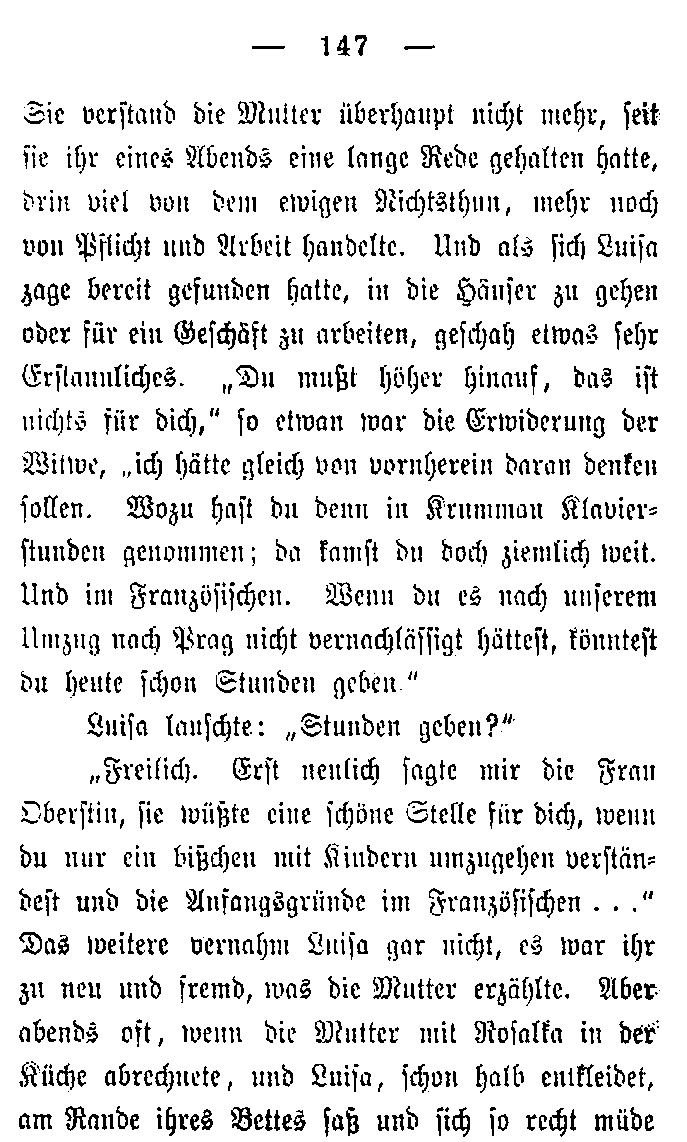 — 147 —
Sie verstand die Mutter überhaupt nicht mehr, seit
sie ihr eines Abends eine lange Rede gehalten hatte,
drin viel von dem ewigen Nichtsthun, mehr noch
von Pflicht und Arbeit handelte. Und als sich Luisa
zage bereit gefunden hatte, in die Häuser zu gehen
oder für ein Geschäft zu arbeiten, geschah etwas sehr
Erstaunliches. „Du mußt höher hinauf, das ist
nichts für dich,“ so etwan war die Erwiderung der
Witwe, „ich hätte gleich von vornherein daran denken
sollen. Wozu hast du denn in Krummau Klavier-
stunden genommen; da kamst du doch ziemlich weit.
Und im Französischen. Wenn du es nach unserem
Umzug nach Prag nicht vernachlässigt hättest, könntest
du heute schon Stunden geben.“
Luisa lauschte: „Stunden geben?“
„Freilich. Erst neulich sagte mir die Frau
Oberstin, sie wüßte eine schöne Stelle für dich, wenn
du nur ein bißchen mit Kindern umzugehen verstän-
dest und die Anfangsgründe im Französischen . . .“
Das weitere vernahm Luisa gar nicht, es war ihr
zu neu und fremd, was die Mutter erzählte. Aber
abends oft, wenn die Mutter mit Rosalka in der
Küche abrechnete, und Luisa, schon halb entkleidet,
am Rande ihres Bettes saß und sich so recht müde